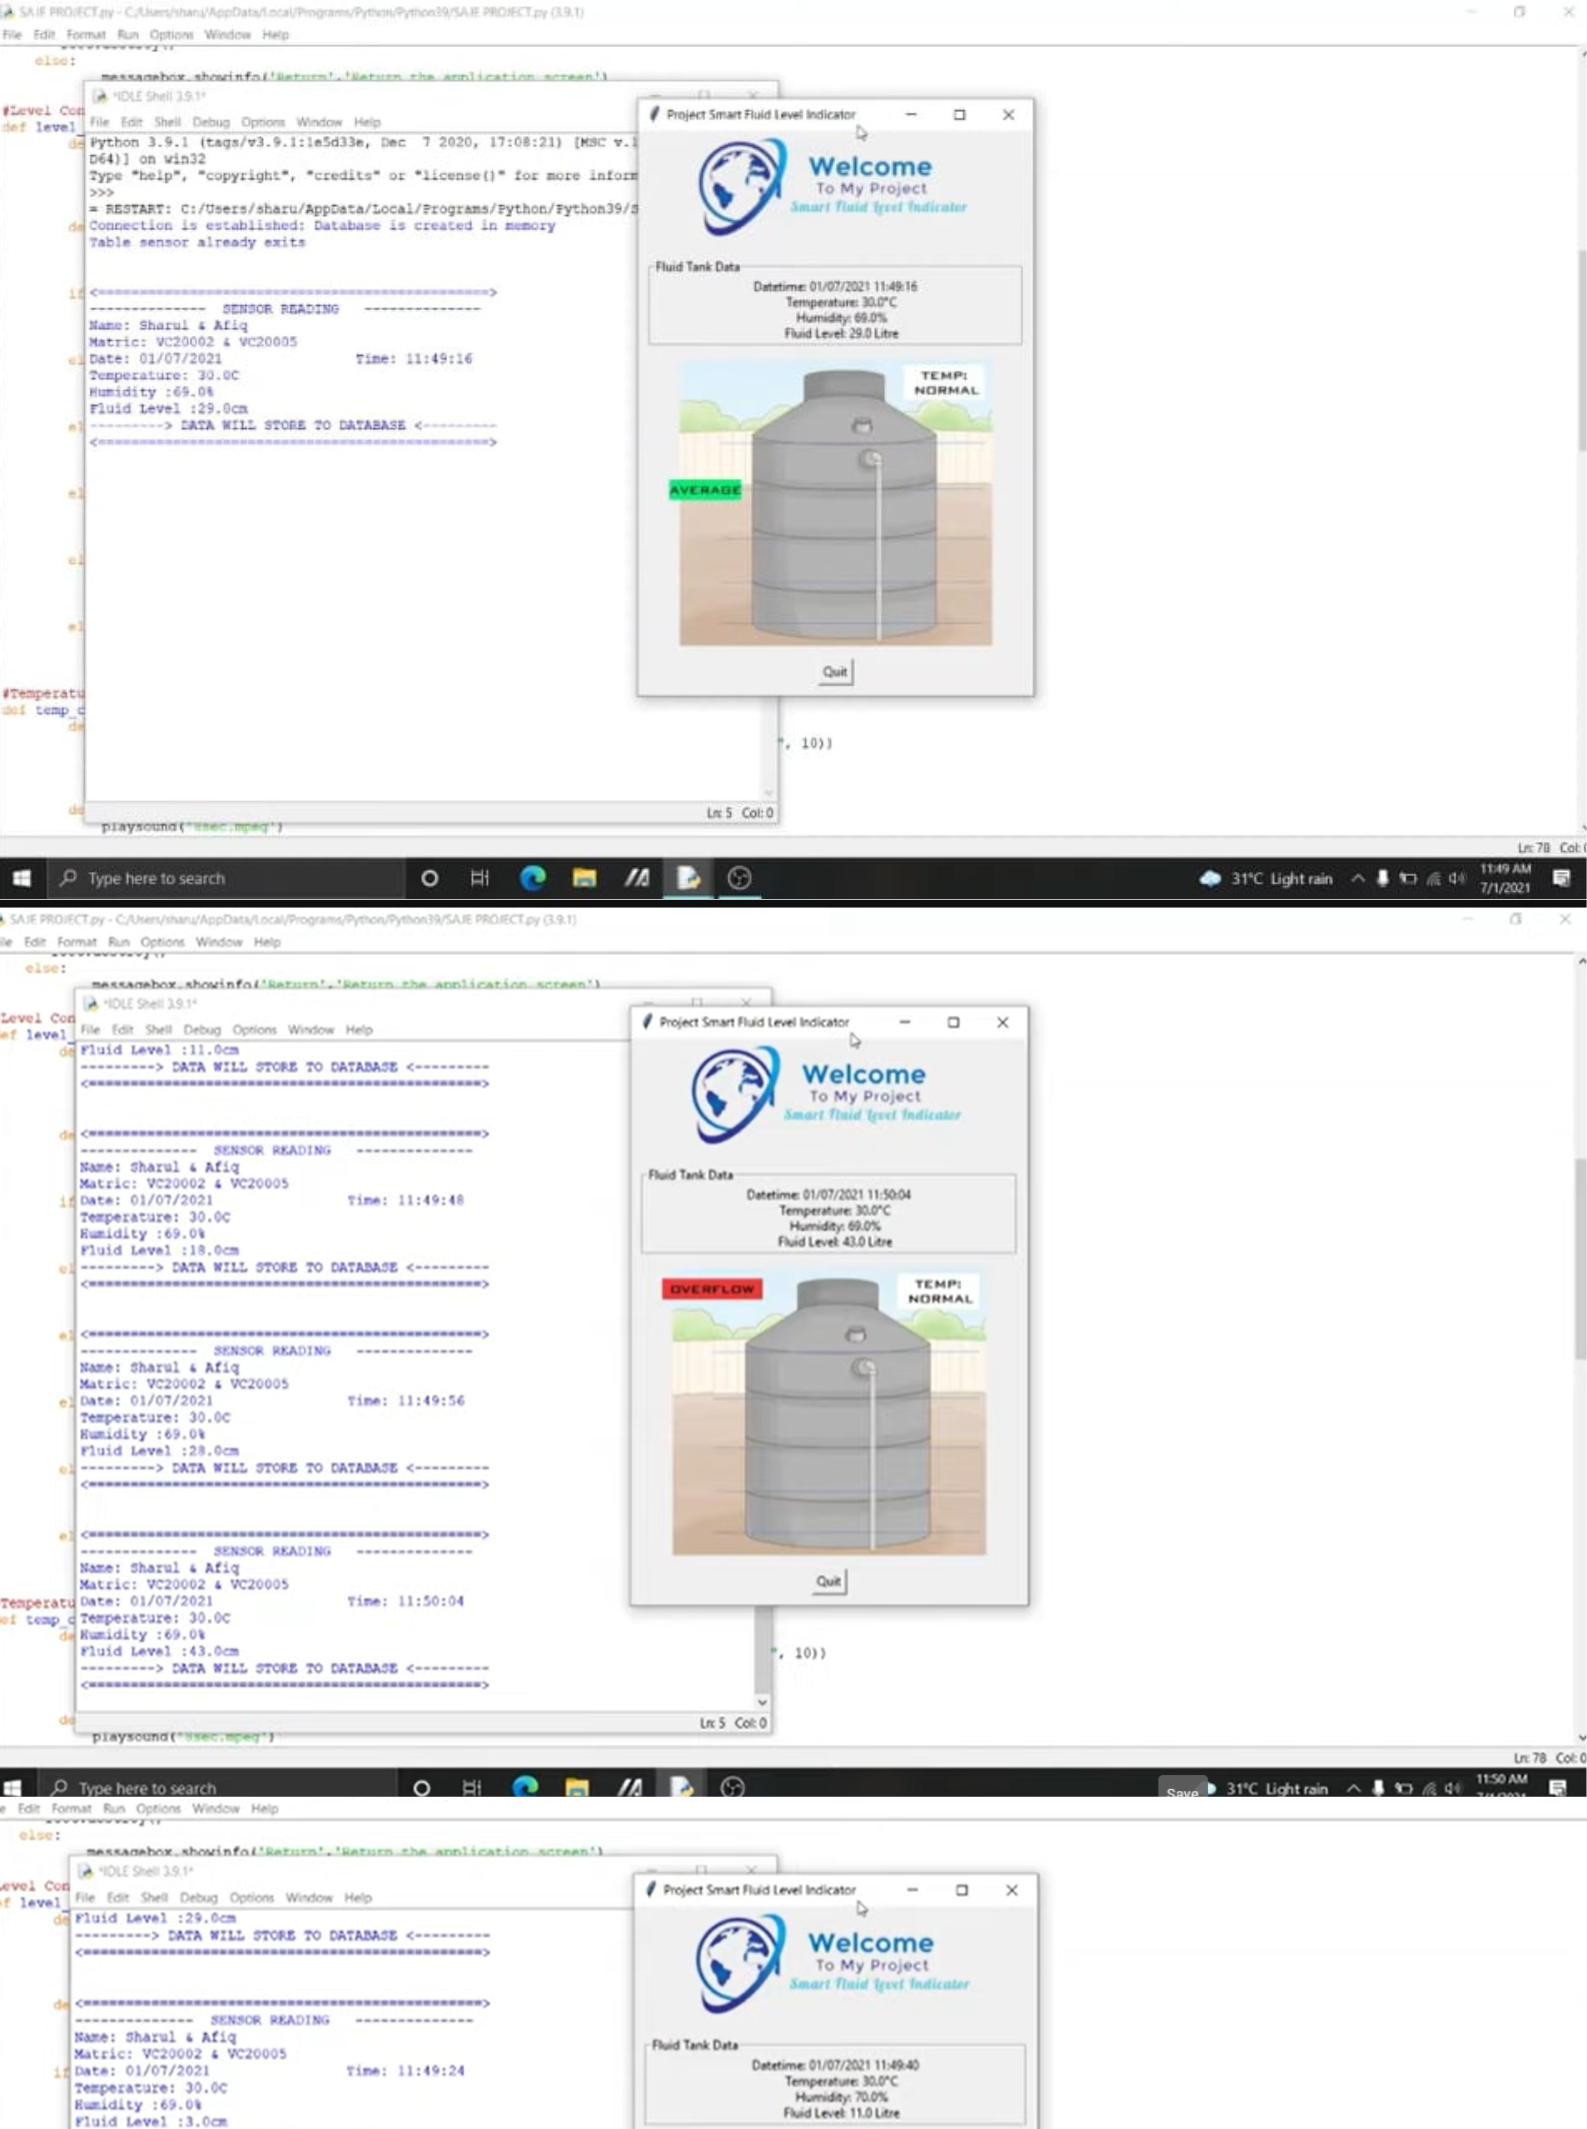 SAJE PROJECT.py - C:/Users/sharu/AppData/Local/Programs/Python/Python39/SAJE PROJECT.py (3.9.1)
File Edit Format Run Options Window Help
else:
messagebox.showinfo('Return','Return the application screen')
*IDLE Shell 3.9.1*
#Level Con
File Edit Shell Debug Options Window Help
def level_
Python 3.9.1 (tags/v3.9.1:1e5d33e, Dec 7 2020, 17:08:21) [MSC v.1
D64)] on win32
Type "help", "copyright", "credits" or "license()" for more inform
>>>
= RESTART: C:/Users/sharu/AppData/Local/Programs/Python/Python39/S
Connection is established: Database is created in memory
Table sensor already exits
<==============================================>
-------------- SENSOR READING --------------
Name: Sharul & Afiq
Matric: VC20002 & VC20005
Date: 01/07/2021 Time: 11:49:16
Temperature: 30.0C
Humidity :69.0%
Fluid Level :29.0cm
---------> DATA WILL STORE TO DATABASE <---------
<==============================================>
#Temperatu
def temp_c
Ln: 5 Col: 0
playsound('8sec.mpeg')
Project Smart Fluid Level Indicator
Welcome
To My Project
Smart Fluid Level Indicator
Fluid Tank Data
Datetime: 01/07/2021 11:49:16
Temperature: 30.0°C
Humidity: 69.0%
Fluid Level: 29.0 Litre
TEMP:
NORMAL
AVERAGE
Quit
", 10))
Ln: 78 Col:
Type here to search
31°C Light rain
11:49 AM
7/1/2021
SAJE PROJECT.py - C:/Users/sharu/AppData/Local/Programs/Python/Python39/SAJE PROJECT.py (3.9.1)
ile Edit Format Run Options Window Help
else:
messagebox.showinfo('Return','Return the application screen')
*IDLE Shell 3.9.1*
Level Con
File Edit Shell Debug Options Window Help
ef level_
Fluid Level :11.0cm
---------> DATA WILL STORE TO DATABASE <---------
<==============================================>
<==============================================>
-------------- SENSOR READING --------------
Name: Sharul & Afiq
Matric: VC20002 & VC20005
Date: 01/07/2021 Time: 11:49:48
Temperature: 30.0C
Humidity :69.0%
Fluid Level :18.0cm
---------> DATA WILL STORE TO DATABASE <---------
<==============================================>
<==============================================>
-------------- SENSOR READING --------------
Name: Sharul & Afiq
Matric: VC20002 & VC20005
Date: 01/07/2021 Time: 11:49:56
Temperature: 30.0C
Humidity :69.0%
Fluid Level :28.0cm
---------> DATA WILL STORE TO DATABASE <---------
<==============================================>
<==============================================>
-------------- SENSOR READING --------------
Name: Sharul & Afiq
Matric: VC20002 & VC20005
Date: 01/07/2021 Time: 11:50:04
Temperature: 30.0C
Humidity :69.0%
Fluid Level :43.0cm
---------> DATA WILL STORE TO DATABASE <---------
<==============================================>
Temperatu
ef temp_c
Ln: 5 Col: 0
playsound('8sec.mpeg')
Project Smart Fluid Level Indicator
Welcome
To My Project
Smart Fluid Level Indicator
Fluid Tank Data
Datetime: 01/07/2021 11:50:04
Temperature: 30.0°C
Humidity: 69.0%
Fluid Level: 43.0 Litre
OVERFLOW
TEMP:
NORMAL
Quit
", 10))
Ln: 78 Col: 0
Type here to search
Save
31°C Light rain
11:50 AM
e Edit Format Run Options Window Help
else:
messagebox.showinfo('Return','Return the application screen')
*IDLE Shell 3.9.1*
evel Con
File Edit Shell Debug Options Window Help
f level_
Fluid Level :29.0cm
---------> DATA WILL STORE TO DATABASE <---------
<==============================================>
<==============================================>
-------------- SENSOR READING --------------
Name: Sharul & Afiq
Matric: VC20002 & VC20005
Date: 01/07/2021 Time: 11:49:24
Temperature: 30.0C
Humidity :69.0%
Fluid Level :3.0cm
Project Smart Fluid Level Indicator
Welcome
To My Project
Smart Fluid Level Indicator
Fluid Tank Data
Datetime: 01/07/2021 11:49:40
Temperature: 30.0°C
Humidity: 70.0%
Fluid Level: 11.0 Litre